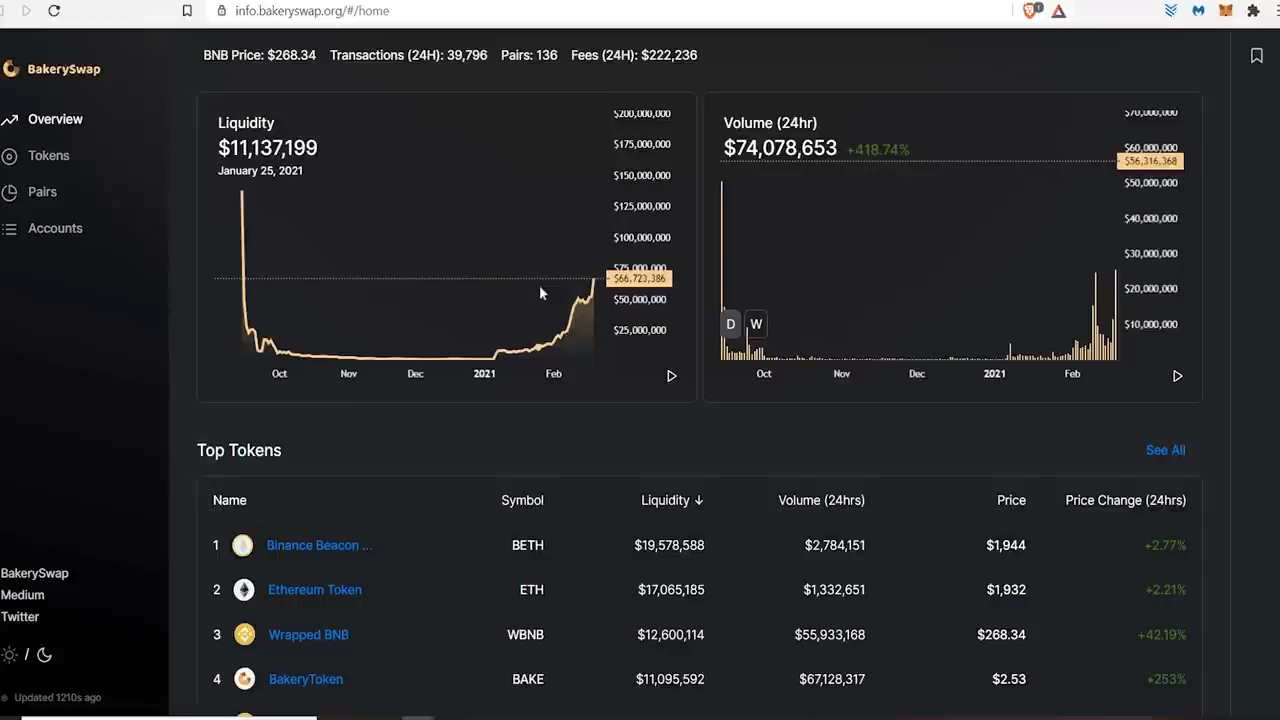 info.bakeryswap.org/#/home
BNB Price: $268.34 Transactions (24H): 39,796 Pairs: 136 Fees (24H): $222,236
BakerySwap
Overview
Tokens
Pairs
Accounts
Liquidity
$11,137,199
January 25, 2021
$200,000,000
$175,000,000
$150,000,000
$125,000,000
$100,000,000
$75,000,000
$66,723,386
$50,000,000
$25,000,000
Oct Nov Dec 2021 Feb
Volume (24hr)
$74,078,653 +418.74%
$70,000,000
$60,000,000
$56,316,368
$50,000,000
$40,000,000
$30,000,000
$20,000,000
$10,000,000
D W
Oct Nov Dec 2021 Feb
Top Tokens See All
Name Symbol Liquidity ↓ Volume (24hrs) Price Price Change (24hrs)
1 Binance Beacon ... BETH $19,578,588 $2,784,151 $1,944 +2.77%
2 Ethereum Token ETH $17,065,185 $1,332,651 $1,932 +2.21%
3 Wrapped BNB WBNB $12,600,114 $55,933,168 $268.34 +42.19%
4 BakeryToken BAKE $11,095,592 $67,128,317 $2.53 +253%
BakerySwap
Medium
Twitter
/
Updated 1210s ago